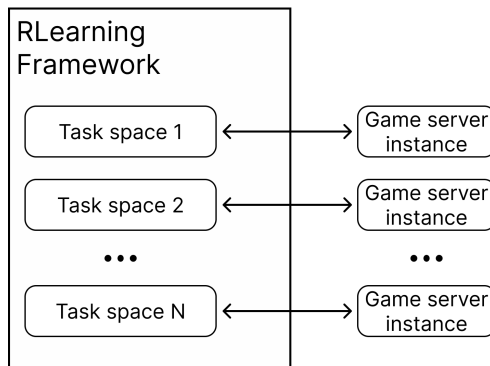 RLearning
Framework
Task space 1
Game server
instance
Task space 2
Game server
instance
•••
•••
Task space N
Game server
instance